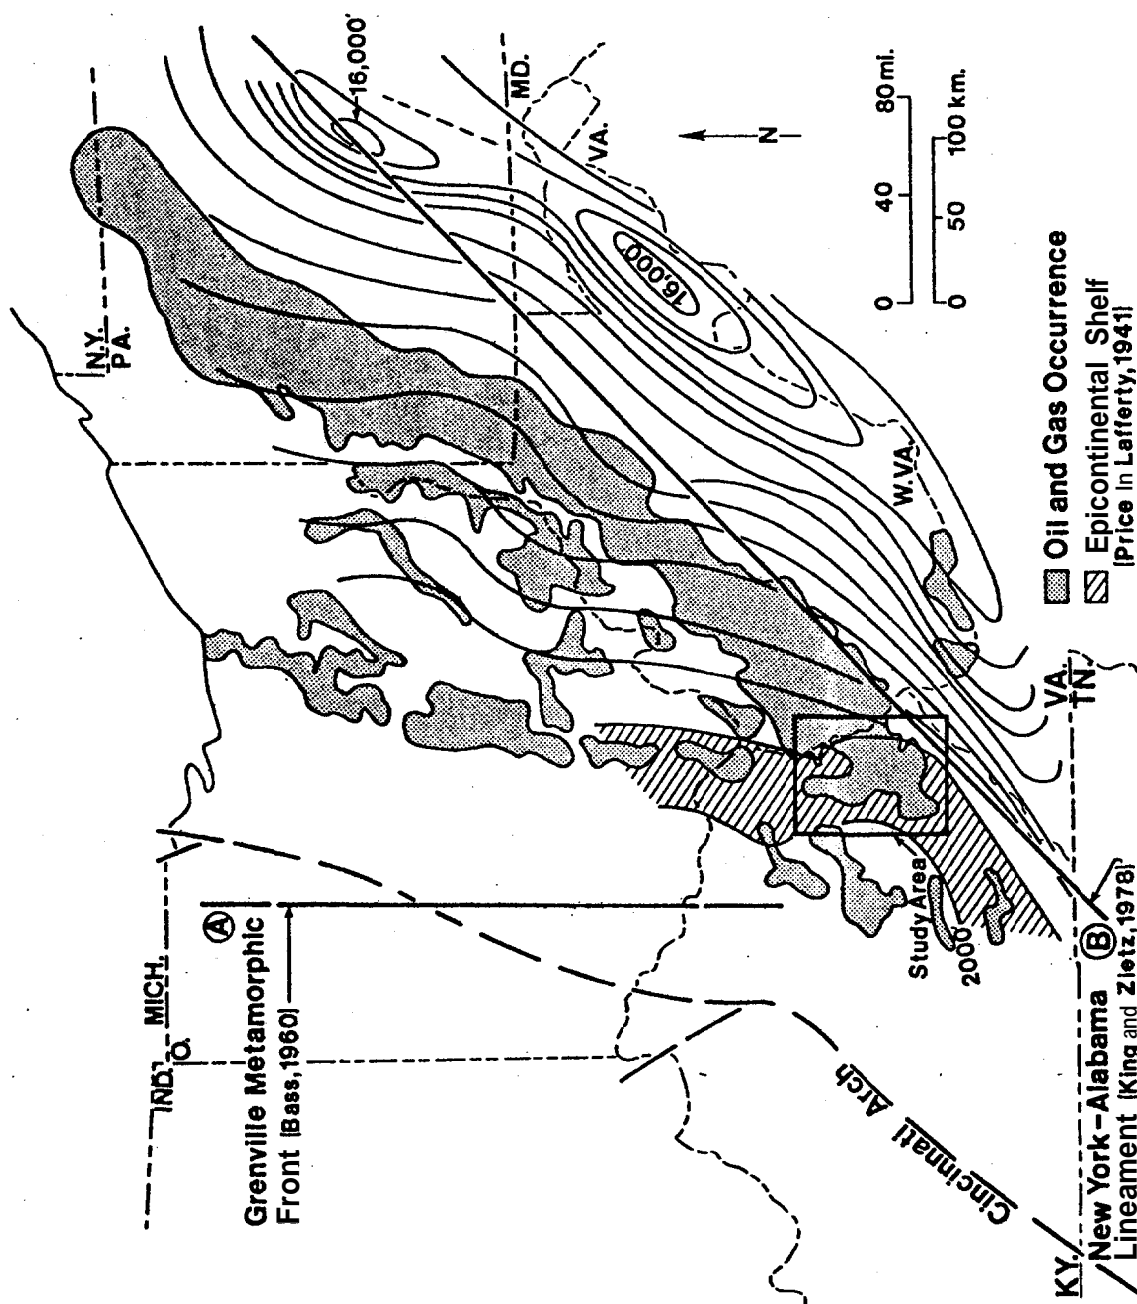 16,000'
N.Y.
PA.
MD.
VA.
MICH.
IND.
O.
Ⓐ
Grenville Metamorphic
Front [Bass,1960]
16,000'
N
0 40 80 mi.
0 50 100 km.
W.VA.
Study Area
2000'
Cincinnati Arch
VA.
TN.
KY.
New York-Alabama Ⓑ
Lineament [King and Zietz,1978]
Oil and Gas Occurrence
Epicontinental Shelf
[Price In Lafferty,1941]